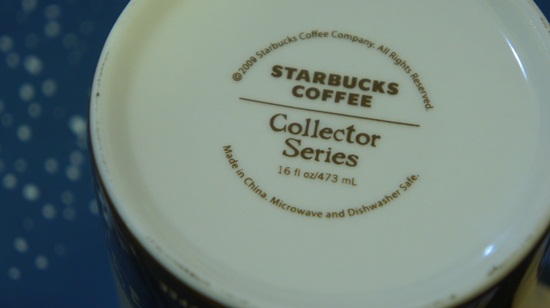 © 2009 Starbucks Coffee Company. All Rights Reserved.
STARBUCKS
COFFEE
Collector
Series
16 fl oz/473 mL
Made in China. Microwave and Dishwasher Safe.